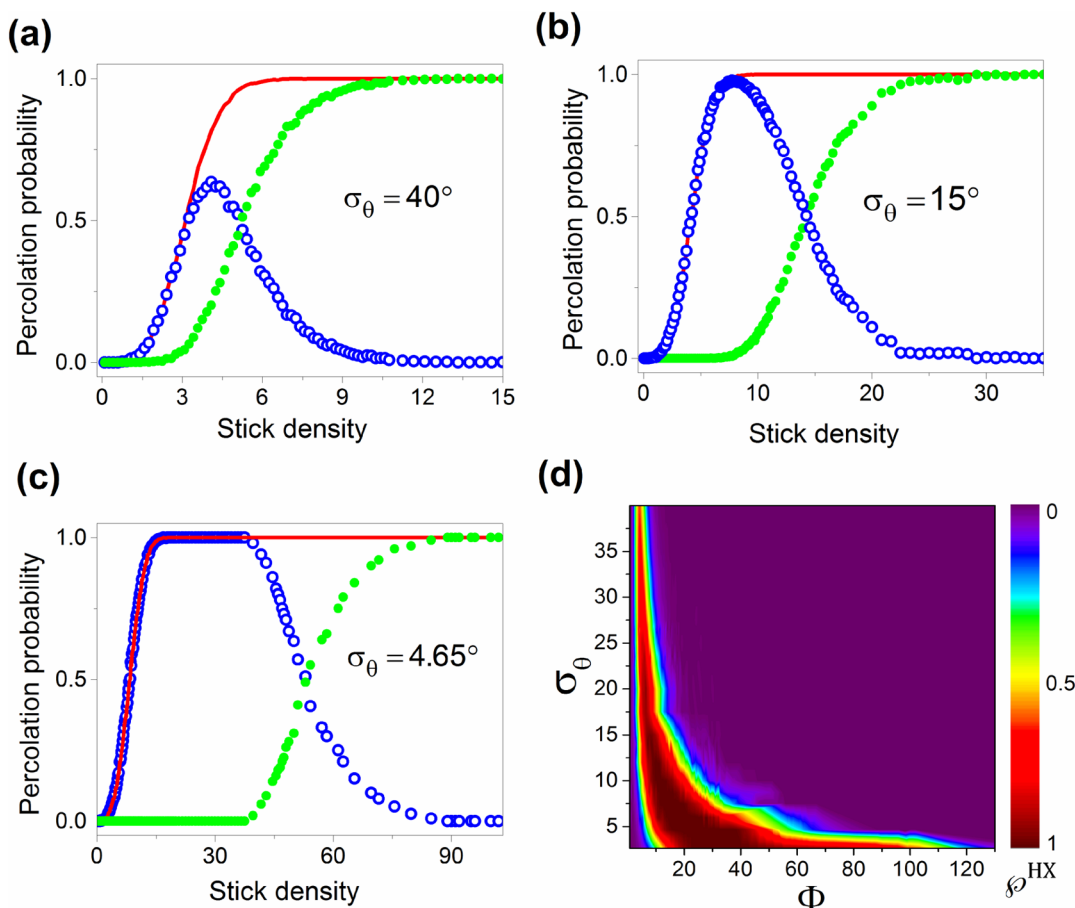 (a)
Percolation probability
1.0
0.5
0.0
σθ = 40°
0 3 6 9 12 15
Stick density
(b)
Percolation probability
1.0
0.5
0.0
σθ = 15°
0 10 20 30
Stick density
(c)
Percolation probability
1.0
0.5
0.0
σθ = 4.65°
0 30 60 90
Stick density
(d)
σθ
35
30
25
20
15
10
5
20 40 60 80 100 120
Φ
0
0.5
1
℘HX